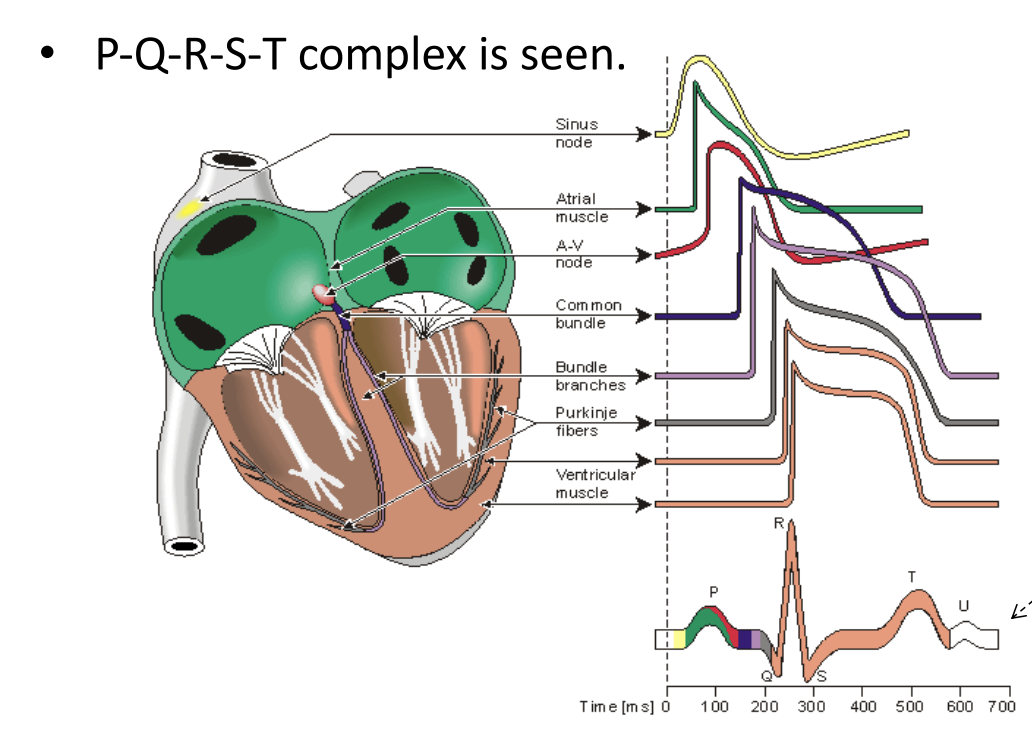 • P-Q-R-S-T complex is seen.
Sinus
node
Atrial
muscle
A-V
node
Common
bundle
Bundle
branches
Purkinje
fibers
Ventricular
muscle
R
P
T
U
Q
S
Time [ms] 0 100 200 300 400 500 600 700